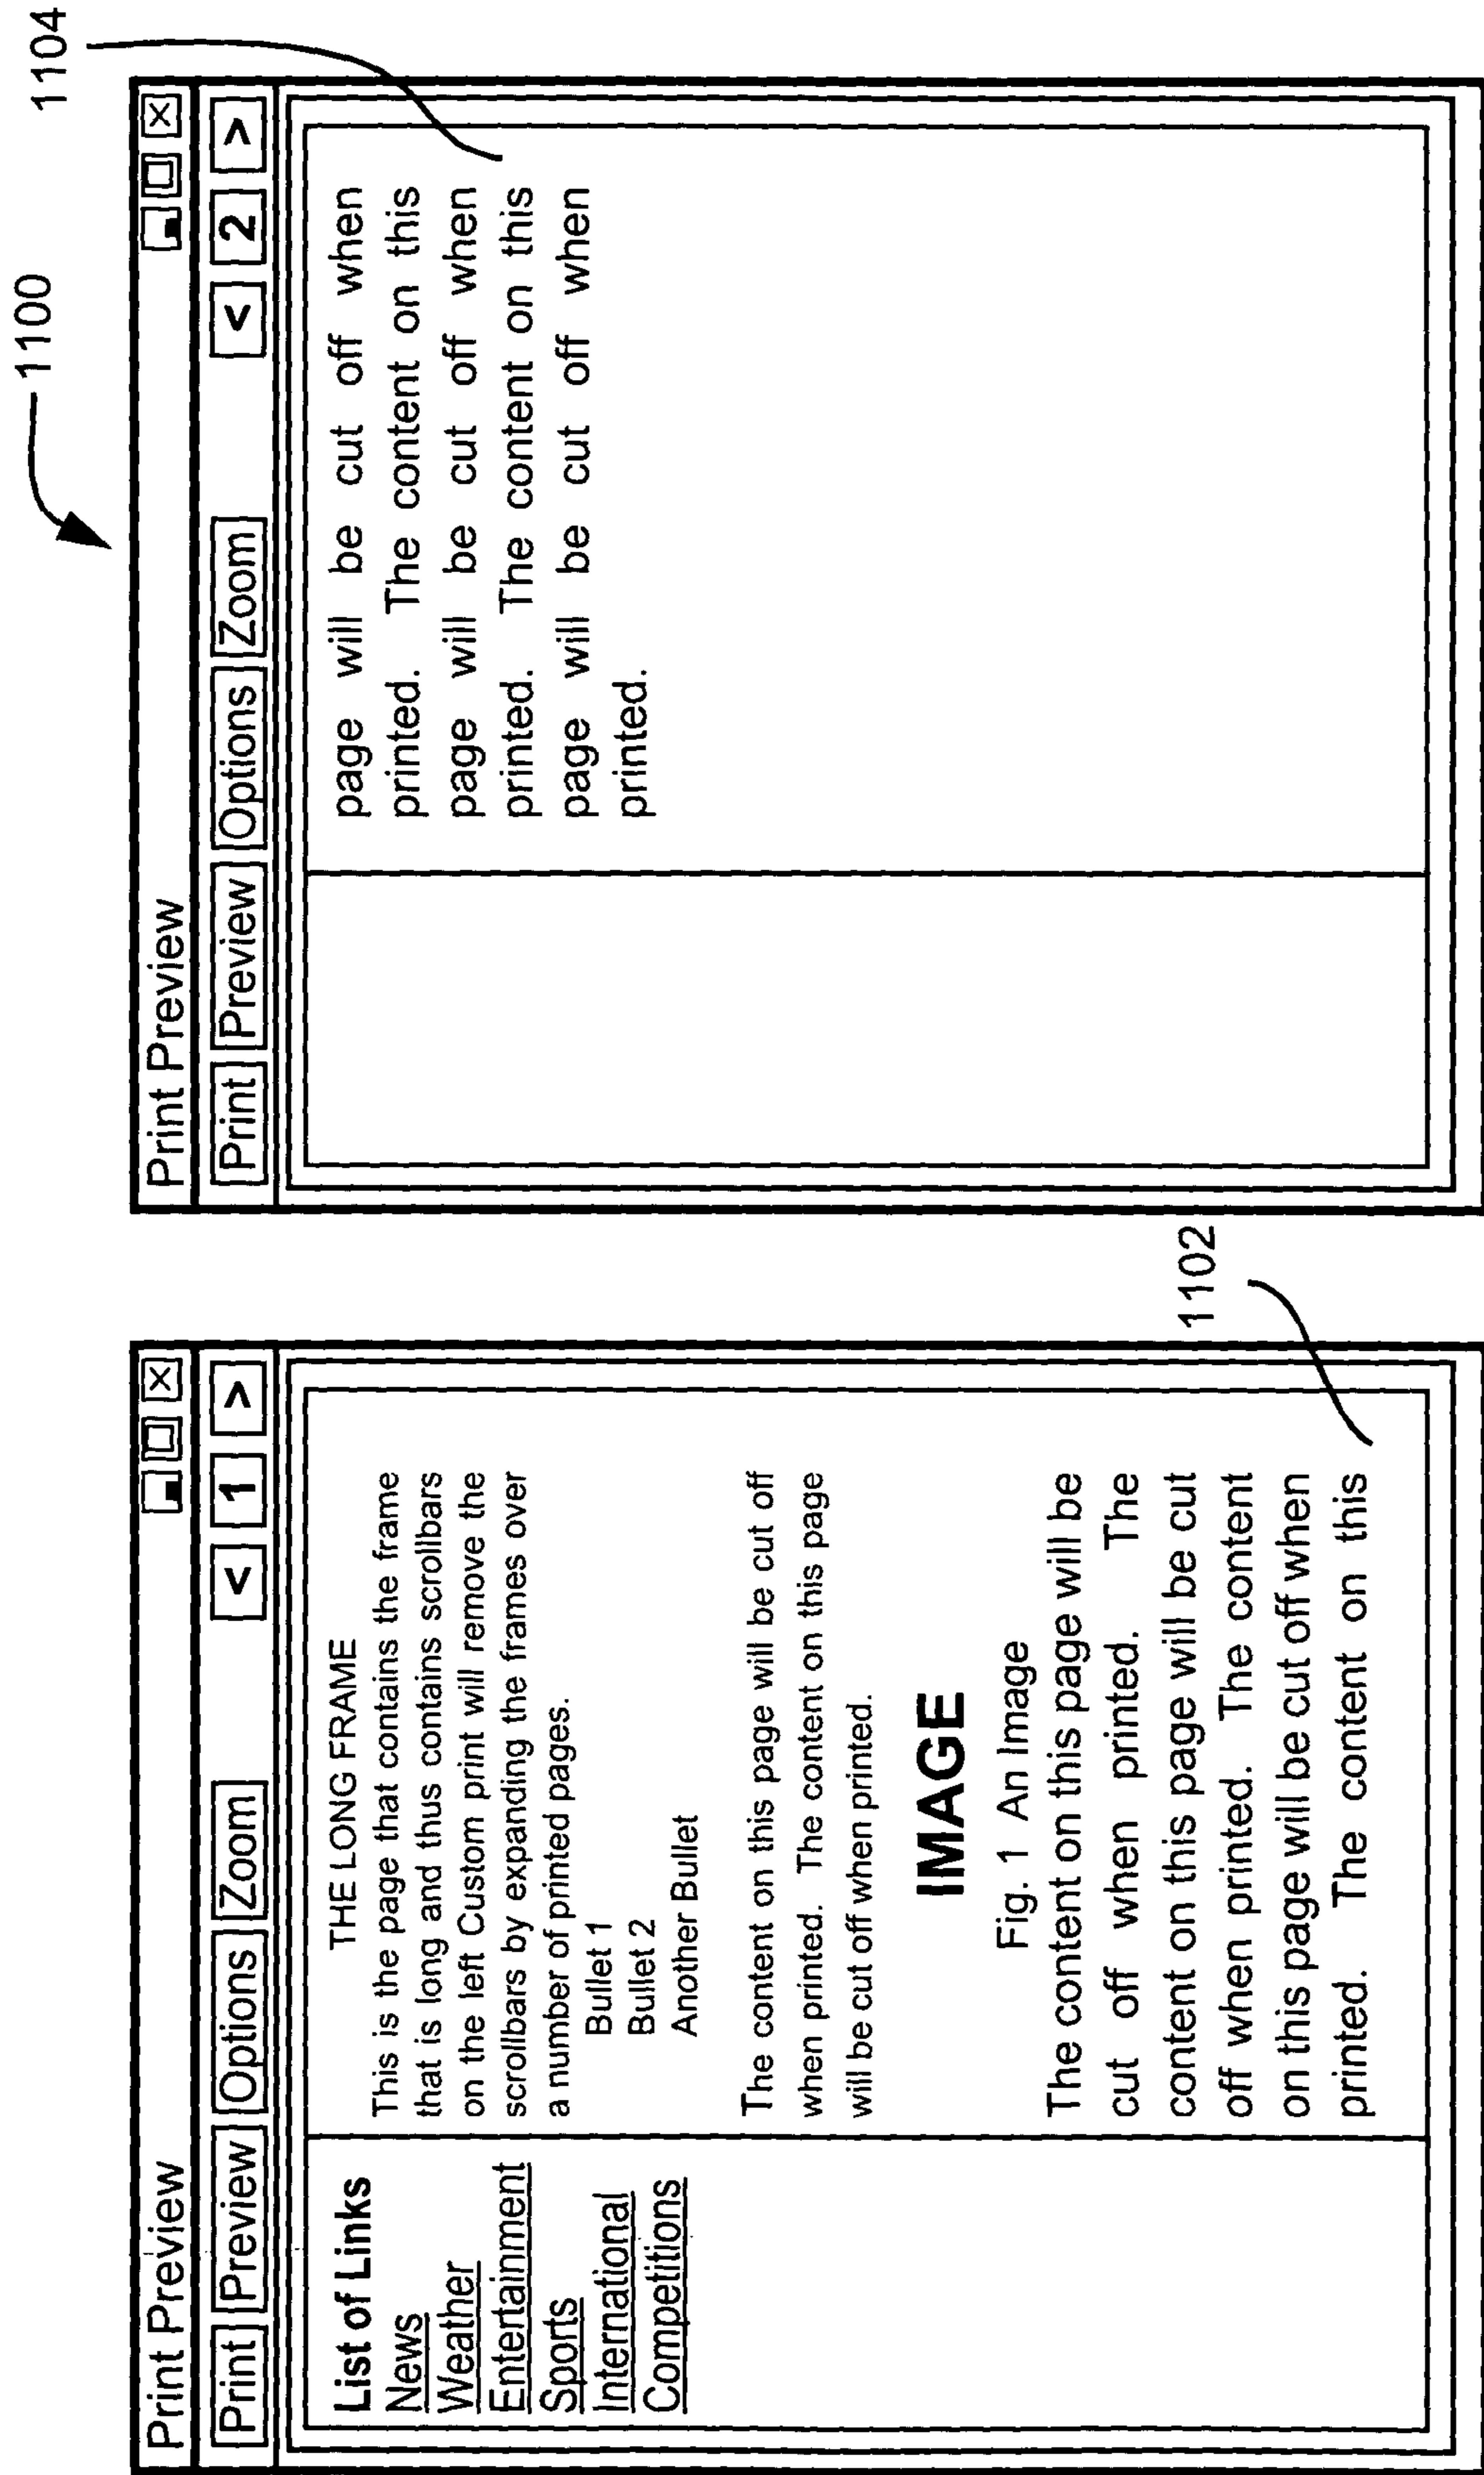 1100
Print Preview
Print Preview Options Zoom < 1 >
List of Links
News
Weather
Entertainment
Sports
International
Competitions
THE LONG FRAME
This is the page that contains the frame
that is long and thus contains scrollbars
on the left Custom print will remove the
scrollbars by expanding the frames over
a number of printed pages.
Bullet 1
Bullet 2
Another Bullet
The content on this page will be cut off
when printed. The content on this page
will be cut off when printed.
IMAGE
Fig. 1 An Image
The content on this page will be
cut off when printed. The
content on this page will be cut
off when printed. The content
on this page will be cut off when
printed. The content on this
1102
Print Preview
Print Preview Options Zoom < 2 >
page will be cut off when
printed. The content on this
page will be cut off when
printed. The content on this
page will be cut off when
printed.
1104